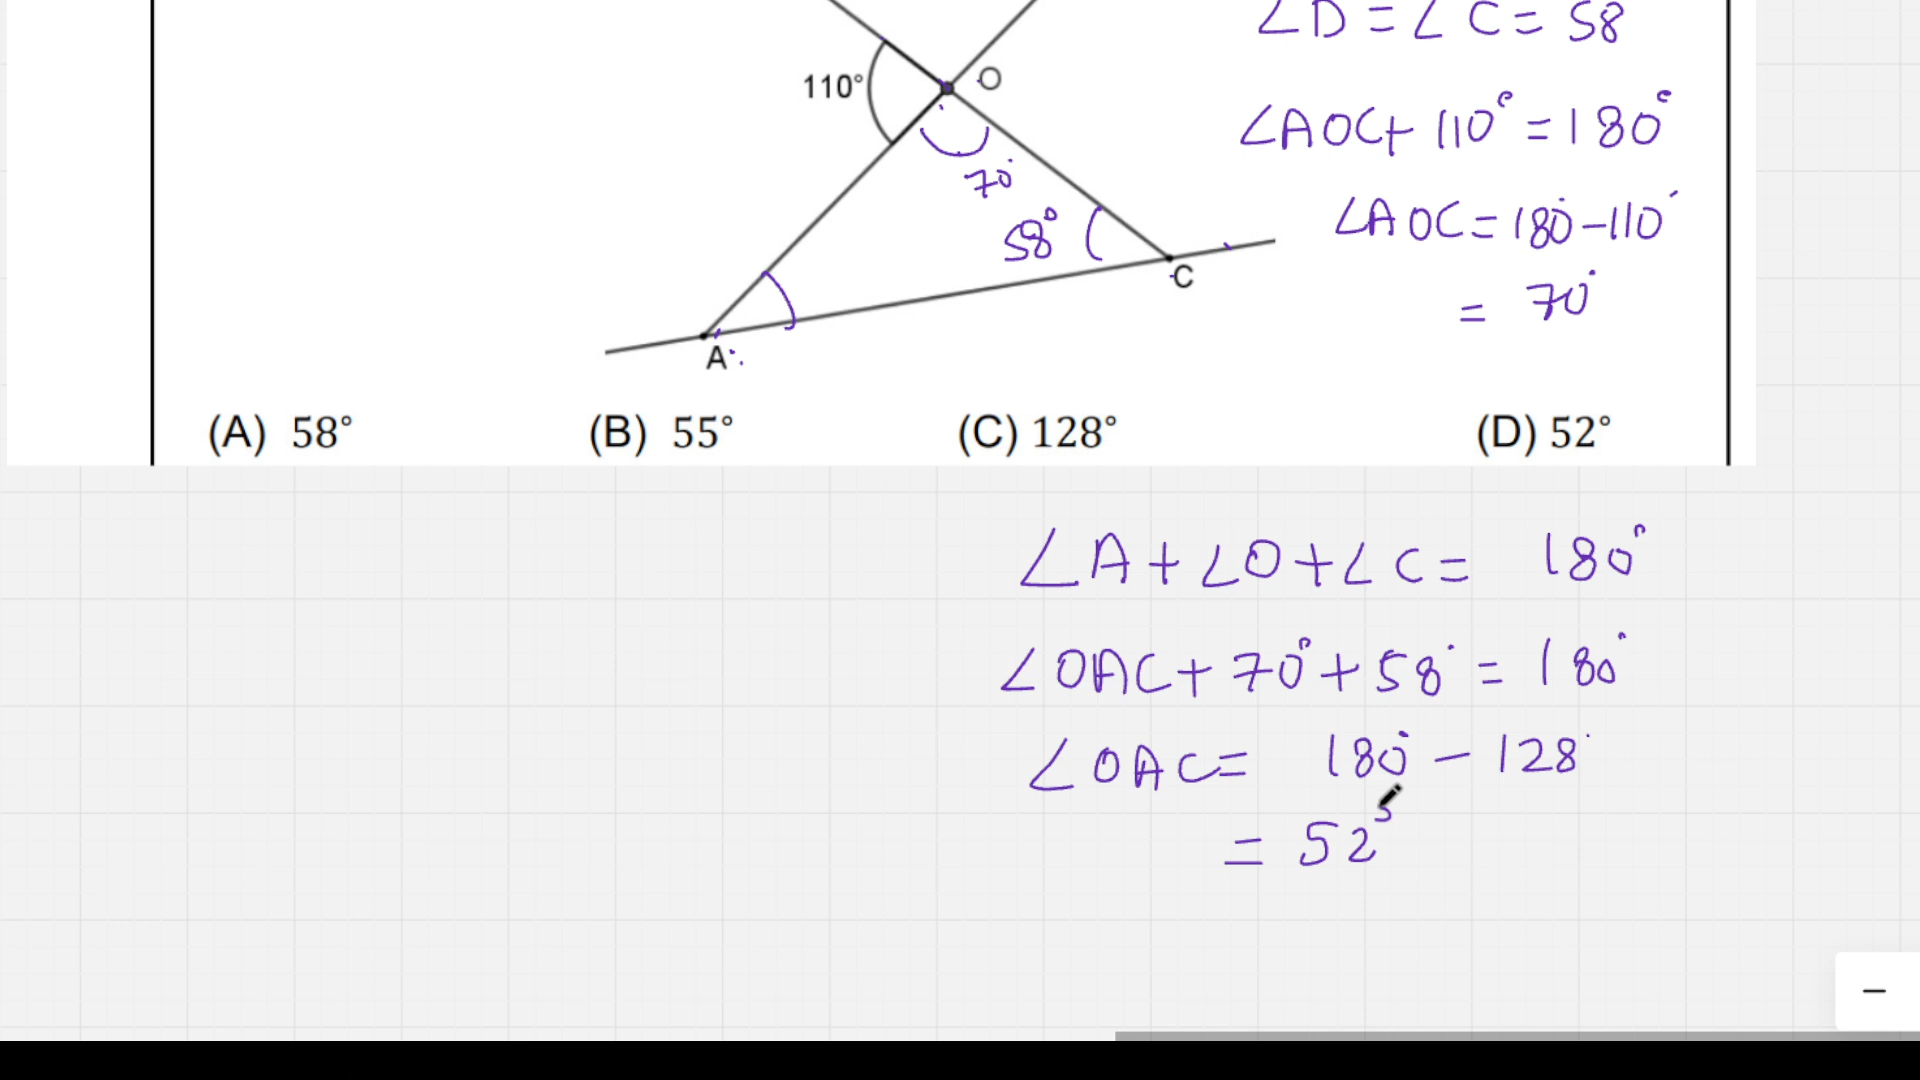 ∠D = ∠C = 58
110°
O
∠AOC + 110° = 180°
70°
58°
∠AOC = 180° - 110°
C
= 70°
A
(A) 58° (B) 55° (C) 128° (D) 52°
∠A + ∠O + ∠C = 180°
∠OAC + 70° + 58° = 180°
∠OAC = 180° - 128°
= 52°